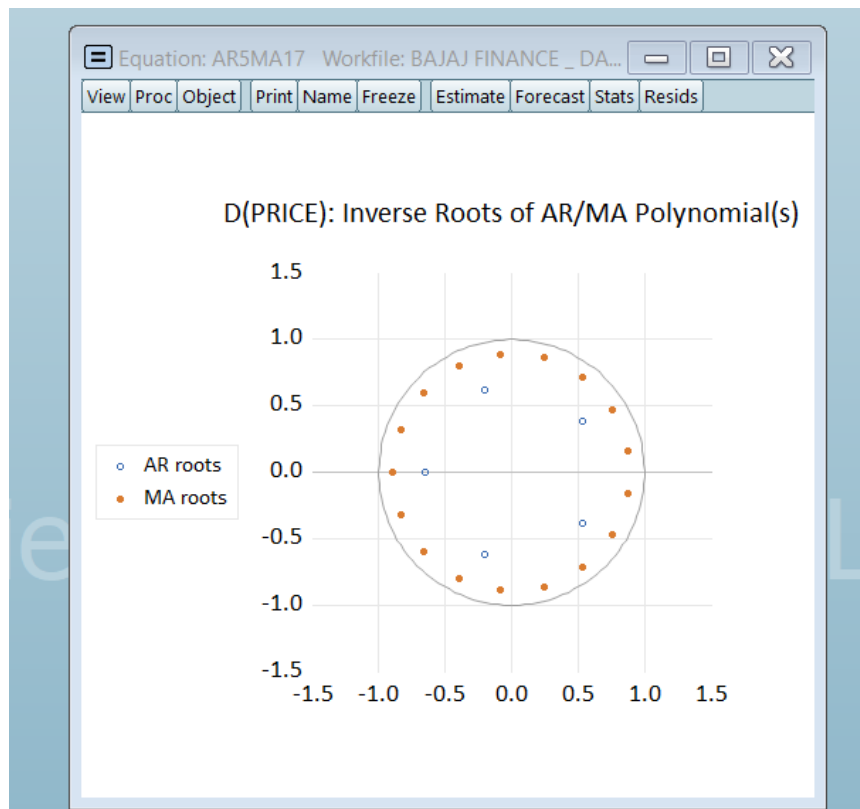 Equation: AR5MA17 Workfile: BAJAJ FINANCE _ DA...
View Proc Object Print Name Freeze Estimate Forecast Stats Resids
D(PRICE): Inverse Roots of AR/MA Polynomial(s)
1.5
1.0
0.5
0.0
-0.5
-1.0
-1.5
-1.5 -1.0 -0.5 0.0 0.5 1.0 1.5
AR roots
MA roots
ie
L